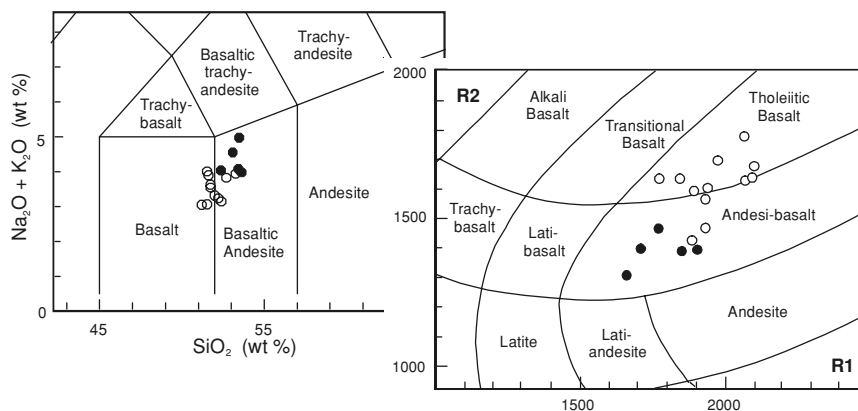 Na₂O + K₂O (wt %)
5
0
45
55
SiO₂ (wt %)
Trachy-
basalt
Basaltic
trachy-
andesite
Trachy-
andesite
Basalt
Basaltic
Andesite
Andesite
2000
1500
1000
R2
Alkali
Basalt
Transitional
Basalt
Tholeiitic
Basalt
Trachy-
basalt
Lati-
basalt
Andesi-basalt
Latite
Lati-
andesite
Andesite
R1
1500
2000